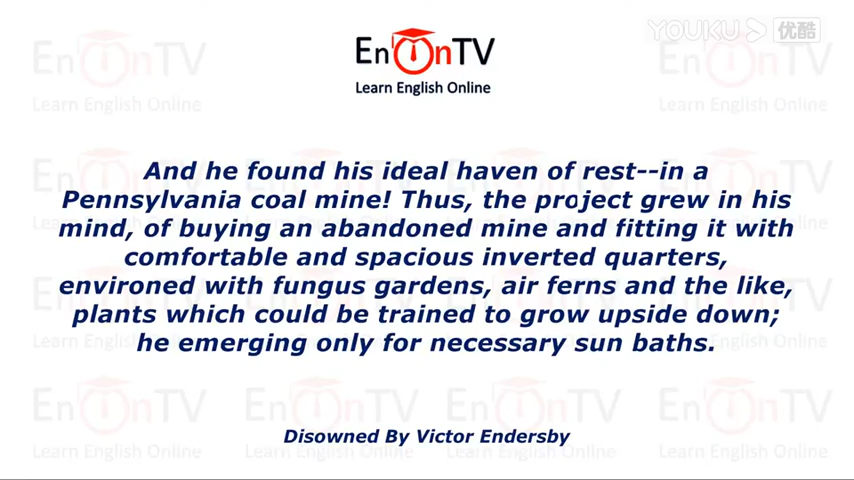 YOUKU 优酷
EnOnTV
Learn English Online
And he found his ideal haven of rest--in a
Pennsylvania coal mine! Thus, the project grew in his
mind, of buying an abandoned mine and fitting it with
comfortable and spacious inverted quarters,
environed with fungus gardens, air ferns and the like,
plants which could be trained to grow upside down;
he emerging only for necessary sun baths.
Disowned By Victor Endersby